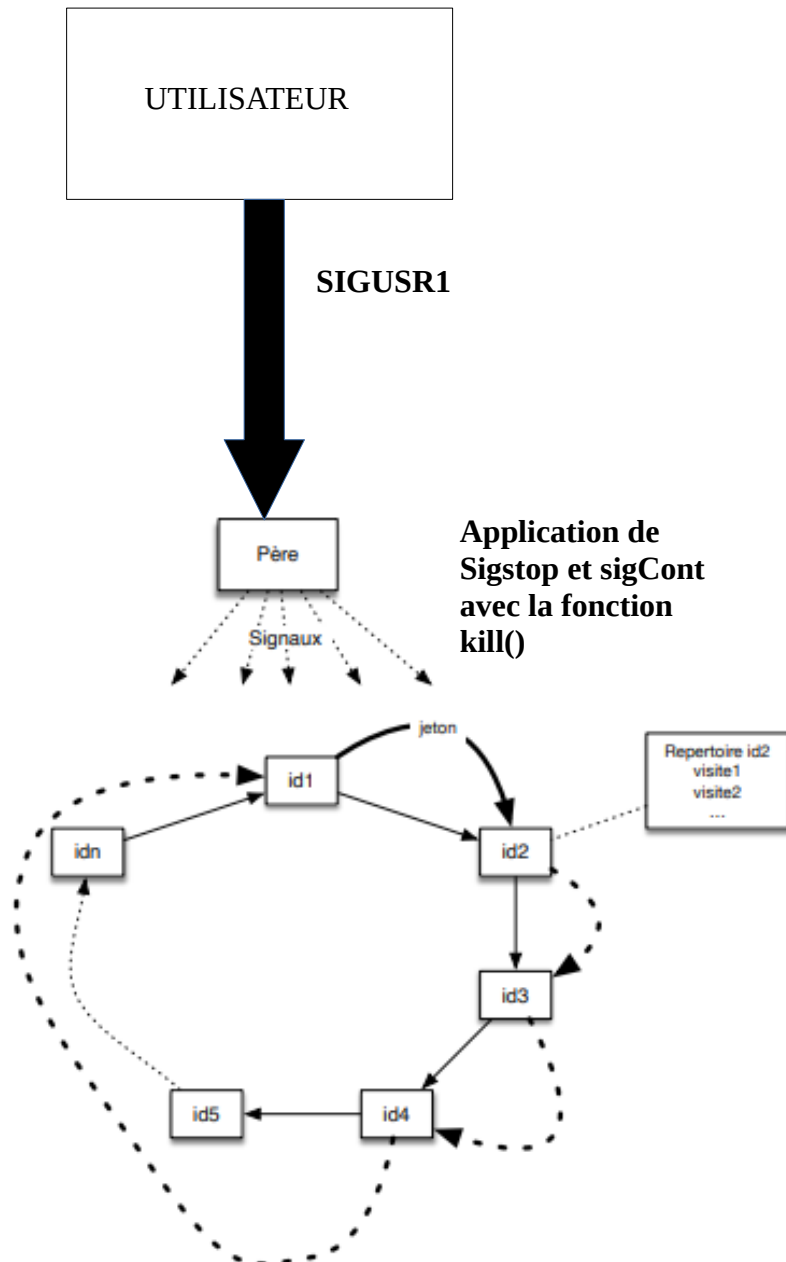 UTILISATEUR
SIGUSR1
Père
Application de
Sigstop et sigCont
avec la fonction
kill()
Signaux
jeton
id1
Repertoire id2
visite1
visite2
...
idn
id2
id3
id5
id4